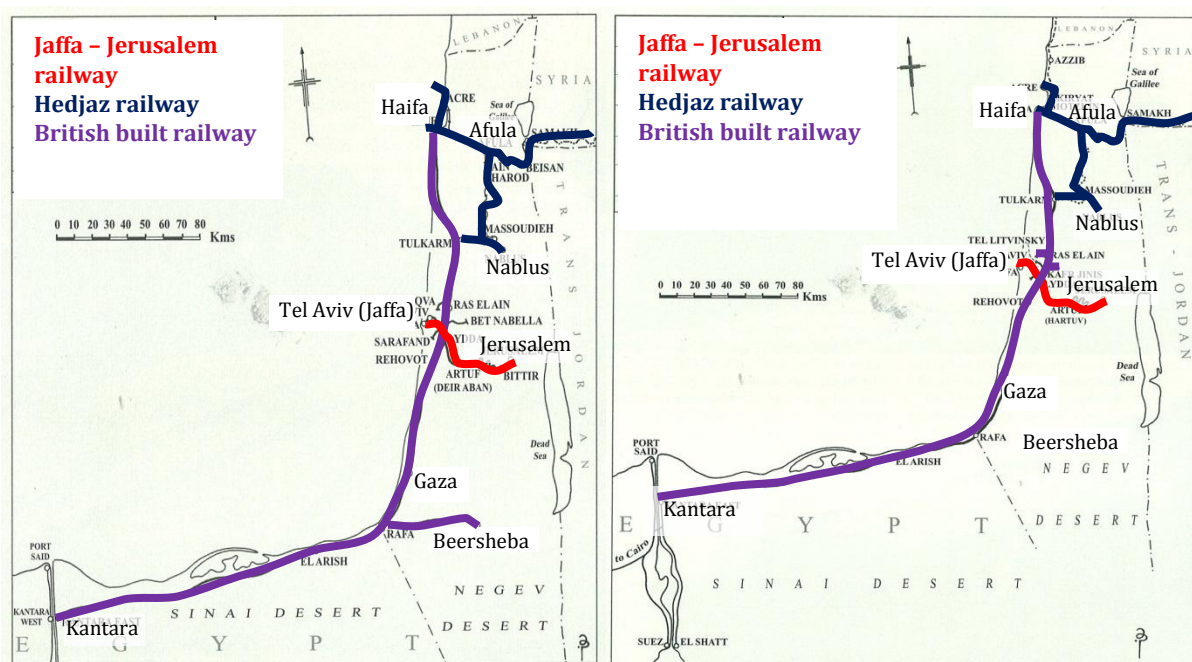 Jaffa – Jerusalem
railway
Hedjaz railway
British built railway
LEBANON
SYRIA
ACRE
Sea of
Galilee
Haifa
Afula
SAMAKH
BEISAN
HAROD
TRANS
JORDAN
0 10 20 30 40 50 60 70 80
Kms
MASSOUDIEH
TULKARM
Nablus
RAS EL AIN
Tel Aviv (Jaffa)
BET NABELLA
SARAFAND
Jerusalem
REHOVOT
ARTUF
(DEIR ABAN)
BITTIR
Dead
Sea
Gaza
RAFA
Beersheba
PORT
SAID
EL ARISH
NEGEV
DESERT
KANTARA
WEST
SINAI DESERT
Kantara
EGYPT
Jaffa – Jerusalem
railway
Hedjaz railway
British built railway
LEBANON
AZZIB
SYRIA
ACRE
Sea of
Galilee
Haifa
Afula
SAMAKH
TRANS - JORDAN
MASSOUDIEH
TULKARM
Nablus
TEL LITVINSKY
Tel Aviv (Jaffa)
RAS EL AIN
KAFR JINIS
Jerusalem
0 10 20 30 40 50 60 70 80
Kms
REHOVOT
ARTUF
(HARTUV)
Dead
Sea
Gaza
RAFA
Beersheba
PORT
SAID
EL ARISH
NEGEV
Kantara
EGYPT
DESERT
to Cairo
SINAI DESERT
SUEZ
EL SHATT